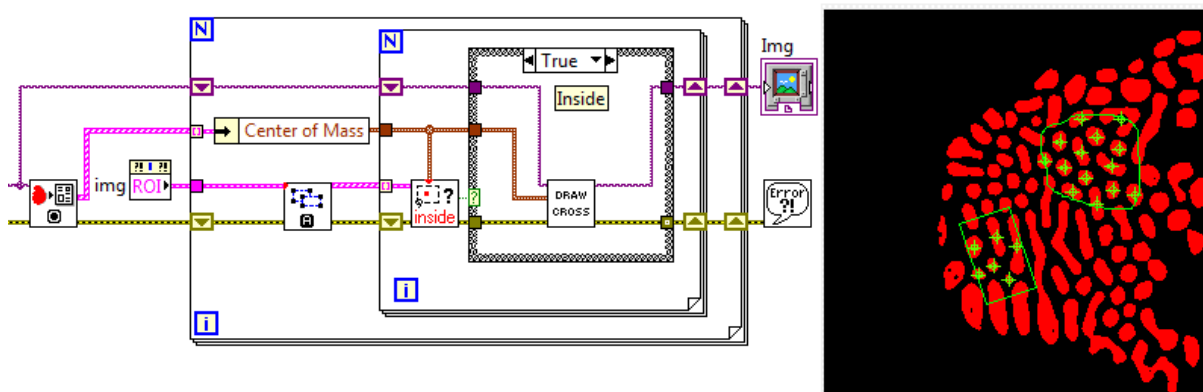 N
N
True
Img
Inside
Center of Mass
?! I ?!
img
ROI
?
inside
?
DRAW
CROSS
Error
?!
A
i
i